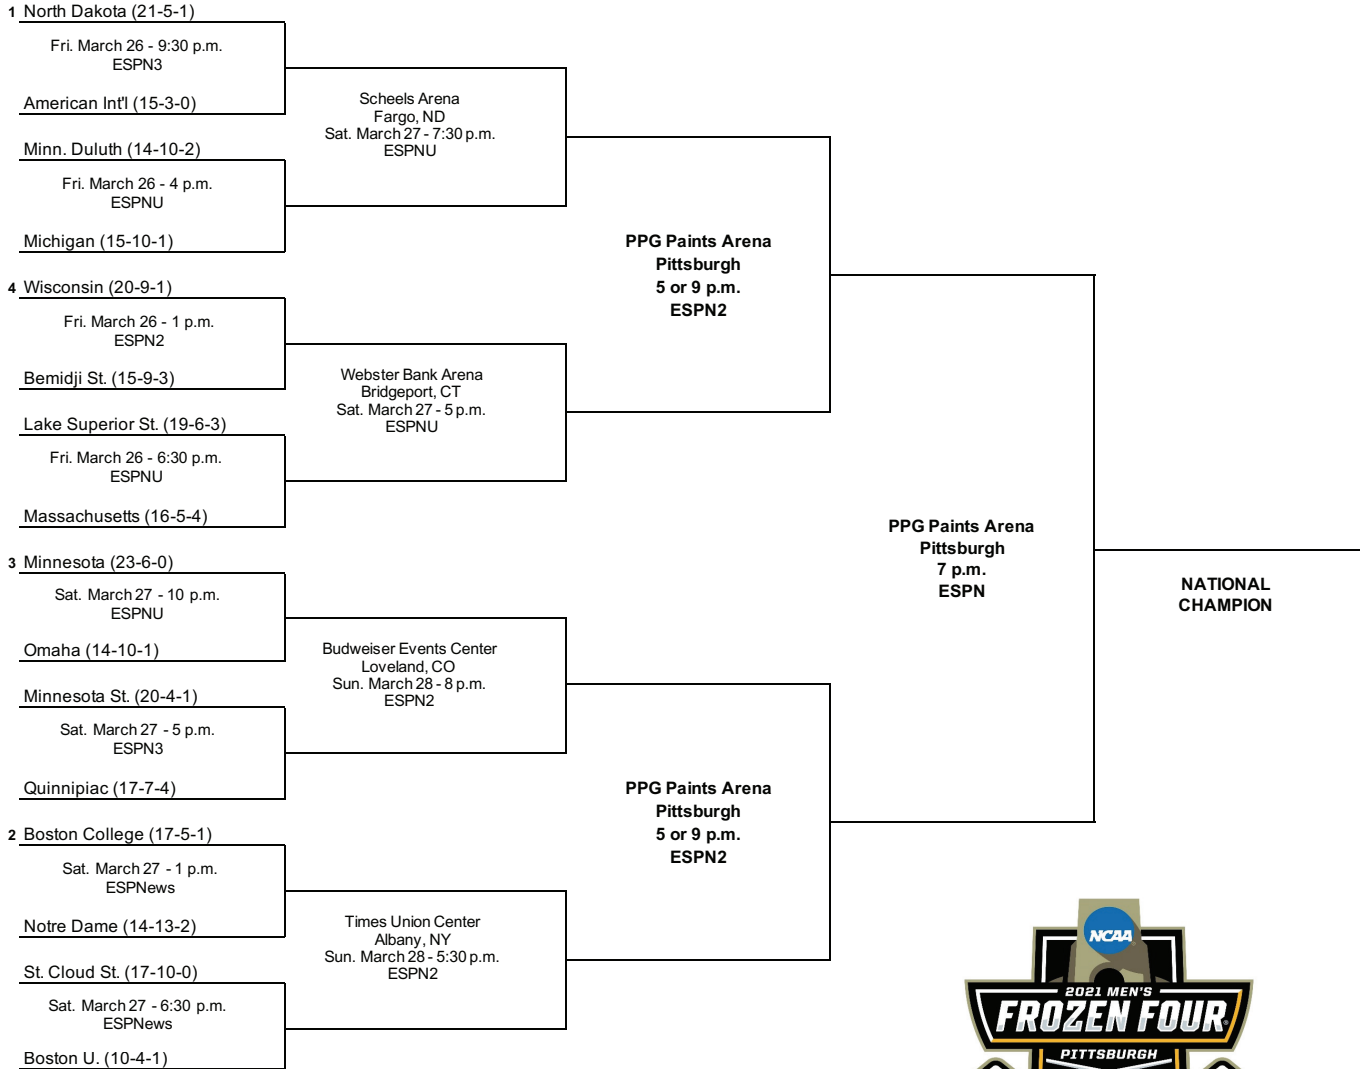 1 North Dakota (21-5-1)
Fri. March 26 - 9:30 p.m.
ESPN3
American Int'l (15-3-0)
Scheels Arena
Fargo, ND
Sat. March 27 - 7:30 p.m.
ESPNU
Minn. Duluth (14-10-2)
Fri. March 26 - 4 p.m.
ESPNU
Michigan (15-10-1)
PPG Paints Arena
Pittsburgh
5 or 9 p.m.
ESPN2
4 Wisconsin (20-9-1)
Fri. March 26 - 1 p.m.
ESPN2
Bemidji St. (15-9-3)
Webster Bank Arena
Bridgeport, CT
Sat. March 27 - 5 p.m.
ESPNU
Lake Superior St. (19-6-3)
Fri. March 26 - 6:30 p.m.
ESPNU
Massachusetts (16-5-4)
PPG Paints Arena
Pittsburgh
7 p.m.
ESPN
NATIONAL
CHAMPION
3 Minnesota (23-6-0)
Sat. March 27 - 10 p.m.
ESPNU
Omaha (14-10-1)
Budweiser Events Center
Loveland, CO
Sun. March 28 - 8 p.m.
ESPN2
Minnesota St. (20-4-1)
Sat. March 27 - 5 p.m.
ESPN3
Quinnipiac (17-7-4)
PPG Paints Arena
Pittsburgh
5 or 9 p.m.
ESPN2
2 Boston College (17-5-1)
Sat. March 27 - 1 p.m.
ESPNews
Notre Dame (14-13-2)
Times Union Center
Albany, NY
Sun. March 28 - 5:30 p.m.
ESPN2
St. Cloud St. (17-10-0)
Sat. March 27 - 6:30 p.m.
ESPNews
Boston U. (10-4-1)
NCAA
2021 MEN'S
FROZEN FOUR®
PITTSBURGH